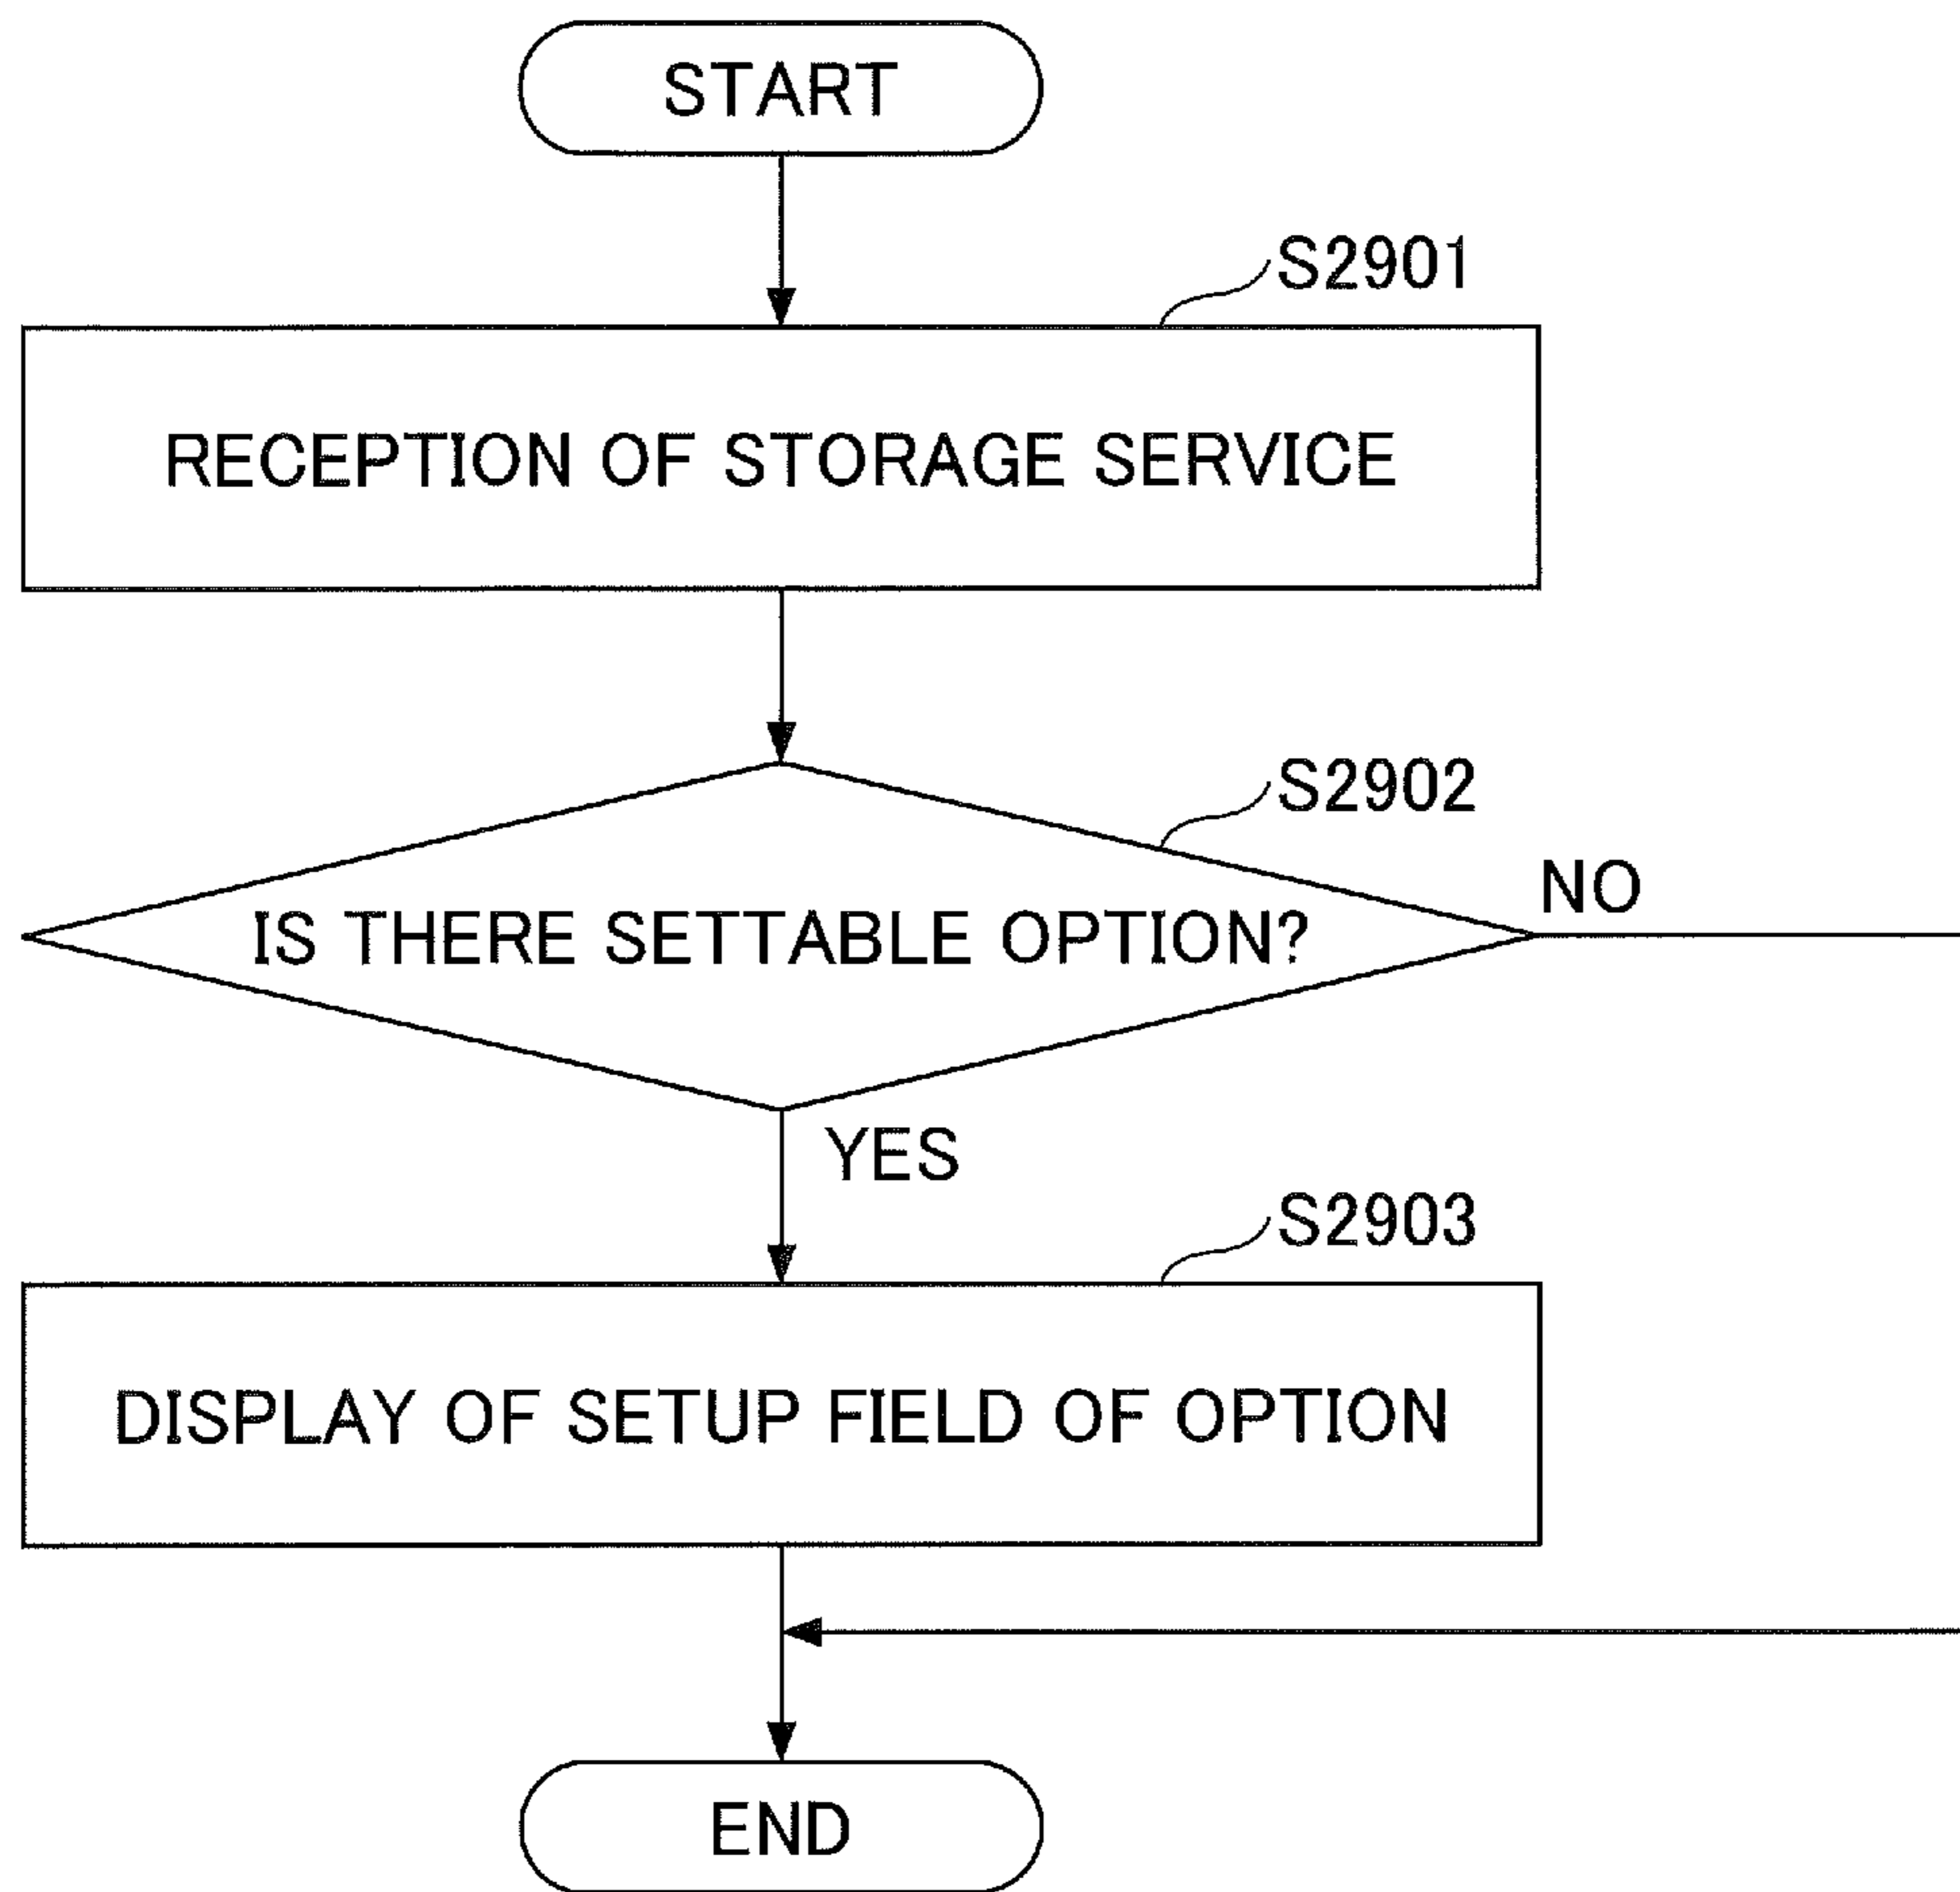 START
S2901
RECEPTION OF STORAGE SERVICE
S2902
NO
IS THERE SETTABLE OPTION?
YES
S2903
DISPLAY OF SETUP FIELD OF OPTION
END